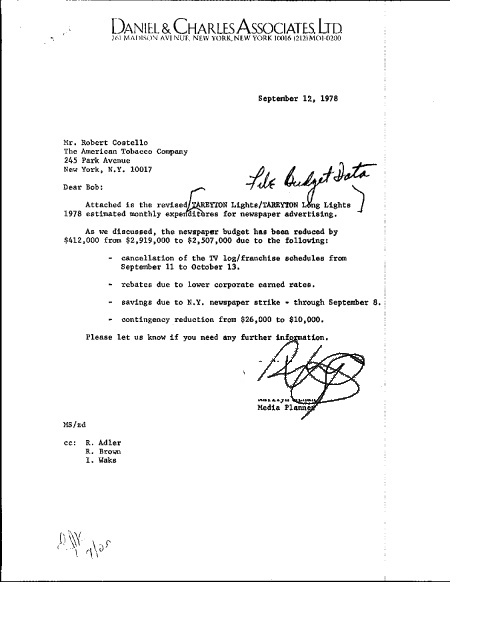 DANIEL & CHARLES ASSOCIATES, LTD.
261 MADISON AVENUE, NEW YORK, NEW YORK 10016 (212) MO1-0200
September 12, 1978
Mr. Robert Costello
The American Tobacco Company
245 Park Avenue
New York, N.Y. 10017
File Budget Data
Dear Bob:
Attached is the revised TAREYTON Lights/TAREYTON Long Lights
1978 estimated monthly expenditures for newspaper advertising.
As we discussed, the newspaper budget has been reduced by
$412,000 from $2,919,000 to $2,507,000 due to the following:
- cancellation of the TV log/franchise schedules from
September 11 to October 13.
- rebates due to lower corporate earned rates.
- savings due to N.Y. newspaper strike - through September 8.
- contingency reduction from $26,000 to $10,000.
Please let us know if you need any further information.
Media Planner
MS/zd
cc: R. Adler
R. Brown
I. Waks
9/25